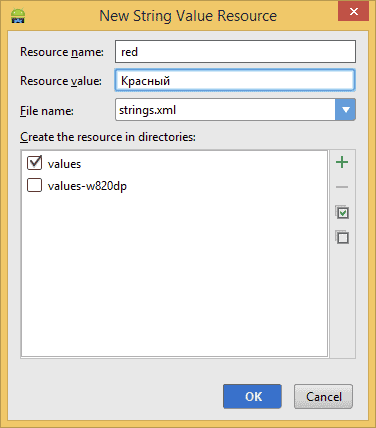 New String Value Resource
Resource name: red
Resource value: Красный
File name: strings.xml
Create the resource in directories:
values
values-w820dp
OK Cancel